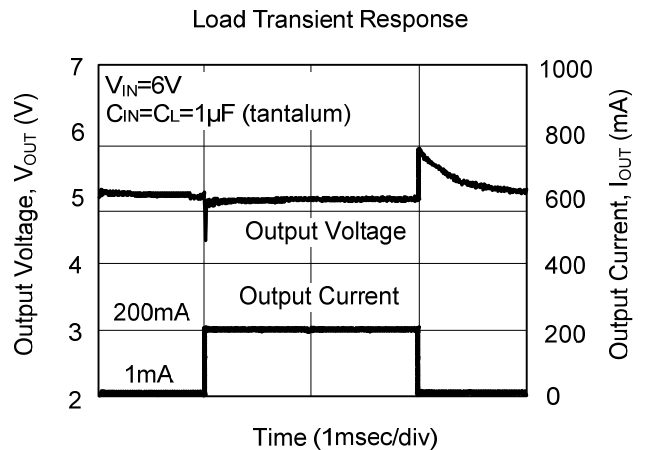 Load Transient Response
7
6
5
4
3
2
Output Voltage, VOUT (V)
VIN=6V
CIN=CL=1µF (tantalum)
Output Voltage
Output Current
200mA
1mA
1000
800
600
400
200
0
Output Current, IOUT (mA)
Time (1msec/div)